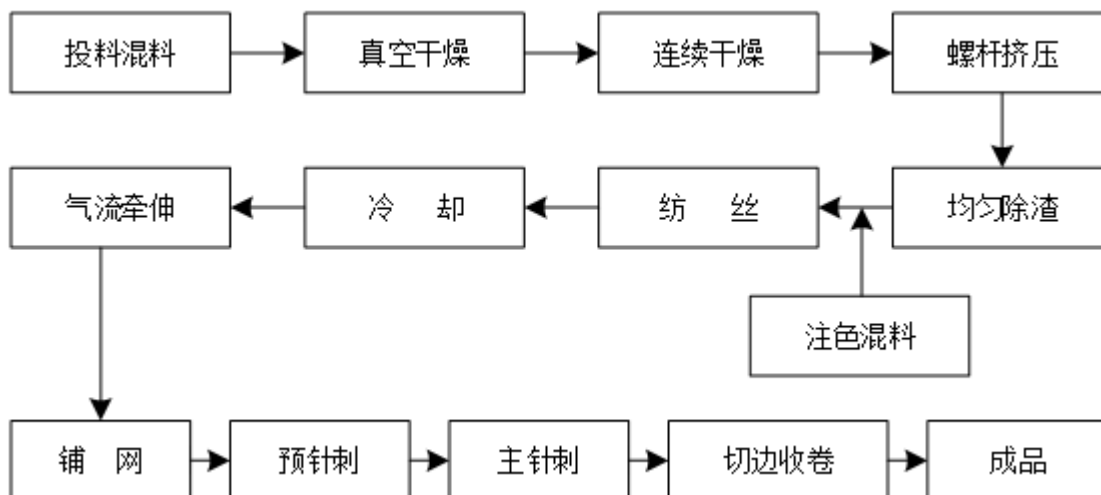 投料混料
真空干燥
连续干燥
螺杆挤压
气流牵伸
冷 却
纺 丝
均匀除渣
注色混料
铺 网
预针刺
主针刺
切边收卷
成品